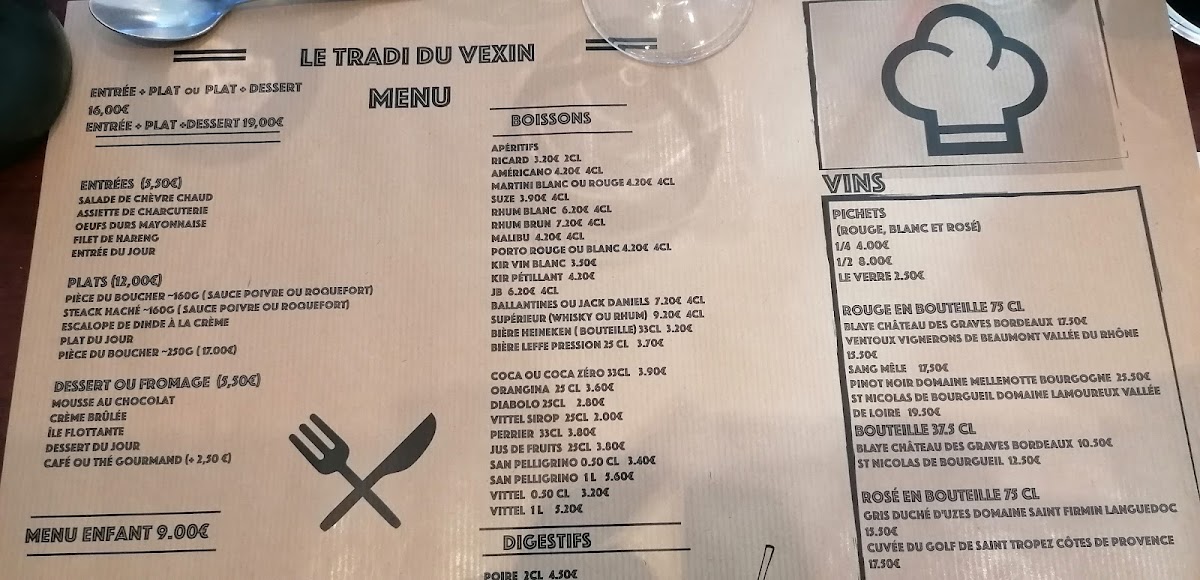 LE TRADI DU VEXIN
MENU
ENTRÉE + PLAT OU PLAT + DESSERT
16,00€
ENTRÉE + PLAT +DESSERT 19,00€
ENTRÉES (5,50€)
SALADE DE CHÈVRE CHAUD
ASSIETTE DE CHARCUTERIE
OEUFS DURS MAYONNAISE
FILET DE HARENG
ENTRÉE DU JOUR
PLATS (12,00€)
PIÈCE DU BOUCHER ~160G ( SAUCE POIVRE OU ROQUEFORT)
STEACK HACHÉ ~160G ( SAUCE POIVRE OU ROQUEFORT)
ESCALOPE DE DINDE À LA CRÈME
PLAT DU JOUR
PIÈCE DU BOUCHER ~250G ( 17.00€)
DESSERT OU FROMAGE (5,50€)
MOUSSE AU CHOCOLAT
CRÈME BRÛLÉE
ÎLE FLOTTANTE
DESSERT DU JOUR
CAFÉ OU THÉ GOURMAND (+ 2,50 €)
MENU ENFANT 9.00€
BOISSONS
APÉRITIFS
RICARD 3.20€ 2CL
AMÉRICANO 4.20€ 4CL
MARTINI BLANC OU ROUGE 4.20€ 4CL
SUZE 3.90€ 4CL
RHUM BLANC 6.20€ 4CL
RHUM BRUN 7.20€ 4CL
MALIBU 4.20€ 4CL
PORTO ROUGE OU BLANC 4.20€ 4CL
KIR VIN BLANC 3.50€
KIR PÉTILLANT 4.20€
JB 6.20€ 4CL
BALLANTINES OU JACK DANIELS 7.20€ 4CL
SUPÉRIEUR (WHISKY OU RHUM) 9.20€ 4CL
BIÈRE HEINEKEN ( BOUTEILLE) 33CL 3.20€
BIÈRE LEFFE PRESSION 25 CL 3.70€
COCA OU COCA ZÉRO 33CL 3.90€
ORANGINA 25 CL 3.60€
DIABOLO 25CL 2.80€
VITTEL SIROP 25CL 2.00€
PERRIER 33CL 3.80€
JUS DE FRUITS 25CL 3.80€
SAN PELLIGRINO 0.50 CL 3.40€
SAN PELLIGRINO 1 L 5.60€
VITTEL 0.50 CL 3.20€
VITTEL 1 L 5.20€
DIGESTIFS
POIRE 2CL 4.50€
VINS
PICHETS
(ROUGE, BLANC ET ROSÉ)
1/4 4.00€
1/2 8.00€
LE VERRE 2.50€
ROUGE EN BOUTEILLE 75 CL
BLAYE CHÂTEAU DES GRAVES BORDEAUX 17.50€
VENTOUX VIGNERONS DE BEAUMONT VALLÉE DU RHÔNE
15.50€
SANG MÊLE 17,50€
PINOT NOIR DOMAINE MELLENOTTE BOURGOGNE 25.50€
ST NICOLAS DE BOURGUEIL DOMAINE LAMOUREUX VALLÉE
DE LOIRE 19.50€
BOUTEILLE 37.5 CL
BLAYE CHÂTEAU DES GRAVES BORDEAUX 10.50€
ST NICOLAS DE BOURGUEIL 12.50€
ROSÉ EN BOUTEILLE 75 CL
GRIS DUCHÉ D'UZES DOMAINE SAINT FIRMIN LANGUEDOC
15.50€
CUVÉE DU GOLF DE SAINT TROPEZ CÔTES DE PROVENCE
17.50€